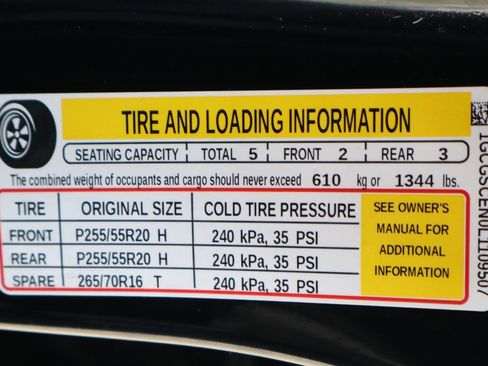 TIRE AND LOADING INFORMATION
SEATING CAPACITY TOTAL 5 FRONT 2 REAR 3
The combined weight of occupants and cargo should never exceed 610 kg or 1344 lbs.
TIRE ORIGINAL SIZE COLD TIRE PRESSURE
FRONT P255/55R20 H 240 kPa, 35 PSI
REAR P255/55R20 H 240 kPa, 35 PSI
SPARE 265/70R16 T 240 kPa, 35 PSI
SEE OWNER'S
MANUAL FOR
ADDITIONAL
INFORMATION
1GCGSCENOL1109507